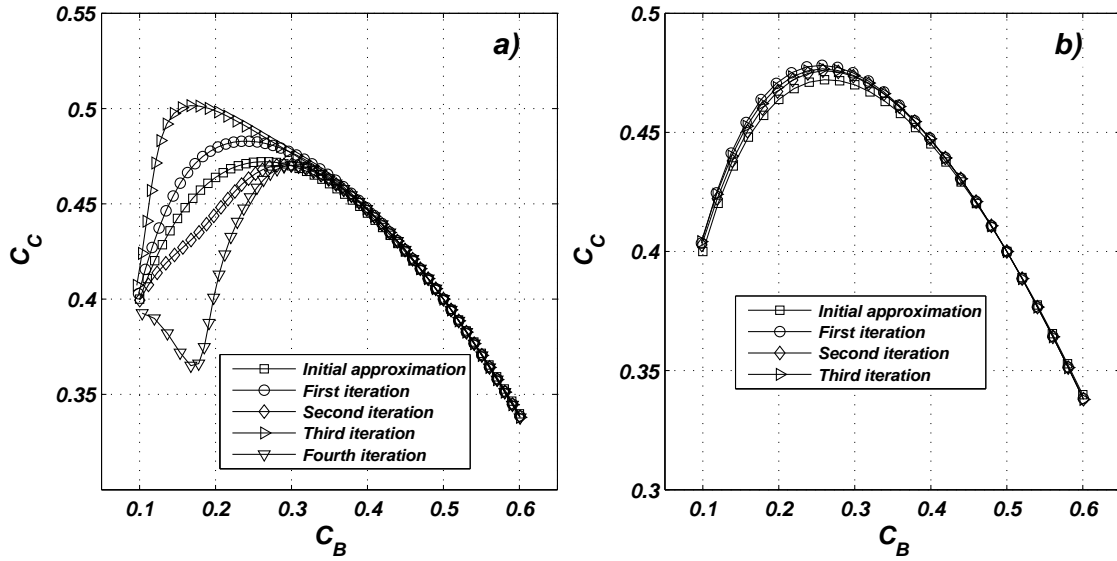 a)
0.55
0.5
0.45
0.4
0.35
C_C
0.1 0.2 0.3 0.4 0.5 0.6
C_B
Initial approximation
First iteration
Second iteration
Third iteration
Fourth iteration
b)
0.5
0.45
0.4
0.35
0.3
C_C
0.1 0.2 0.3 0.4 0.5 0.6
C_B
Initial approximation
First iteration
Second iteration
Third iteration